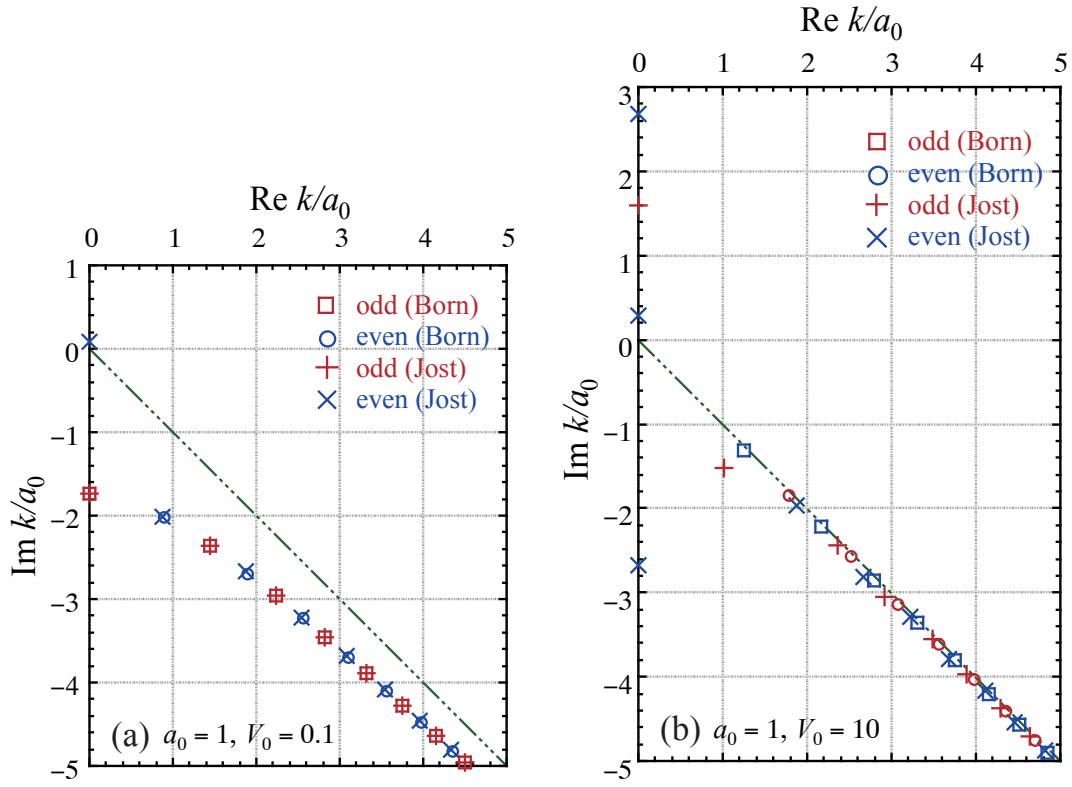 Re k/a₀
0 1 2 3 4 5
1
0
−1
−2
−3
−4
−5
Im k/a₀
odd (Born)
even (Born)
odd (Jost)
even (Jost)
(a) a₀ = 1, V₀ = 0.1
Re k/a₀
0 1 2 3 4 5
3
2
1
0
−1
−2
−3
−4
−5
Im k/a₀
odd (Born)
even (Born)
odd (Jost)
even (Jost)
(b) a₀ = 1, V₀ = 10